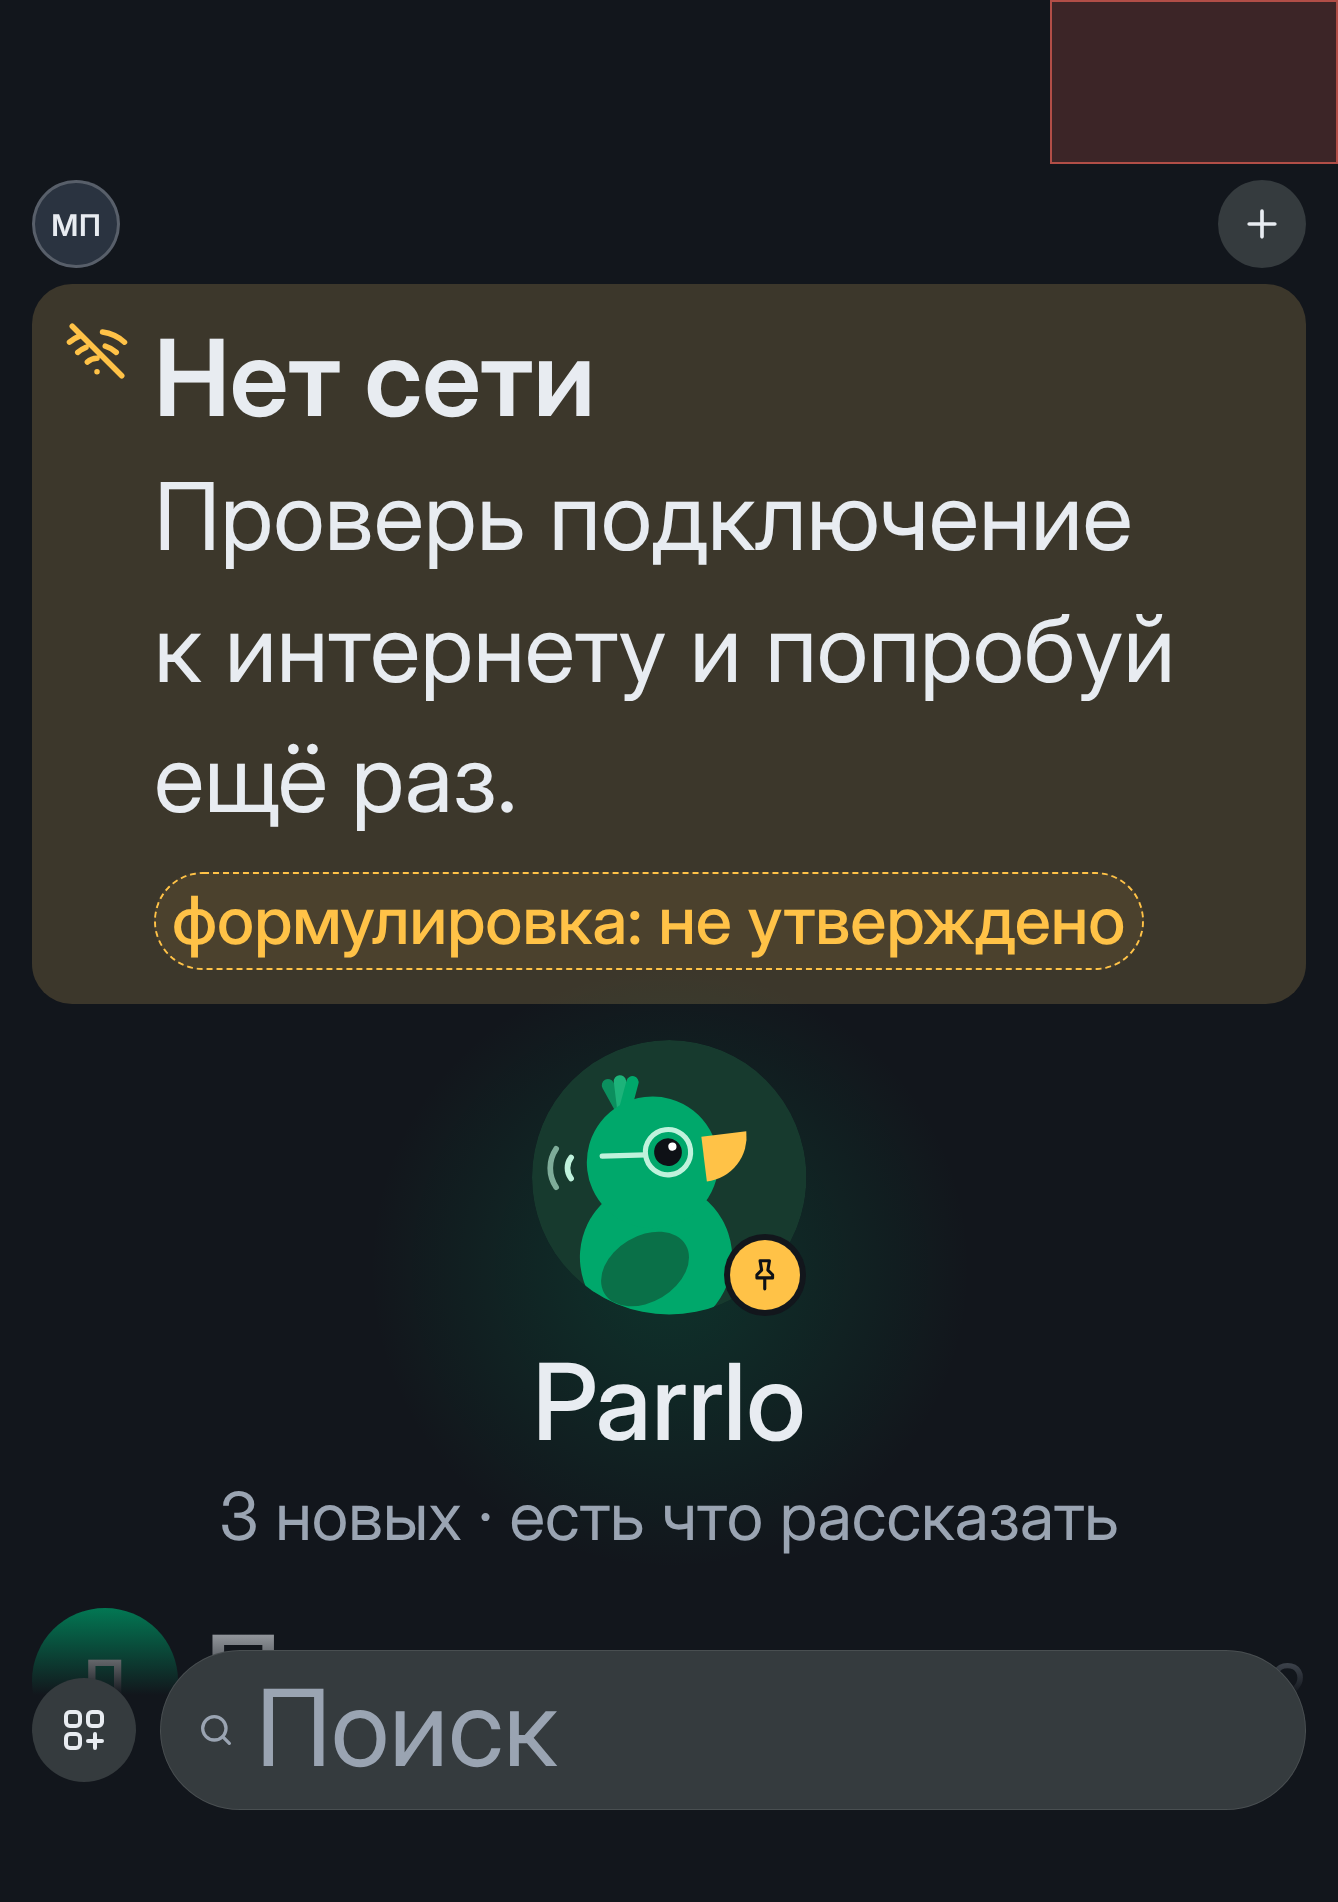 МП
Нет сети
Проверь подключение
к интернету и попробуй
ещё раз.
формулировка: не утверждено
Parrlo
3 новых · есть что рассказать
Поиск